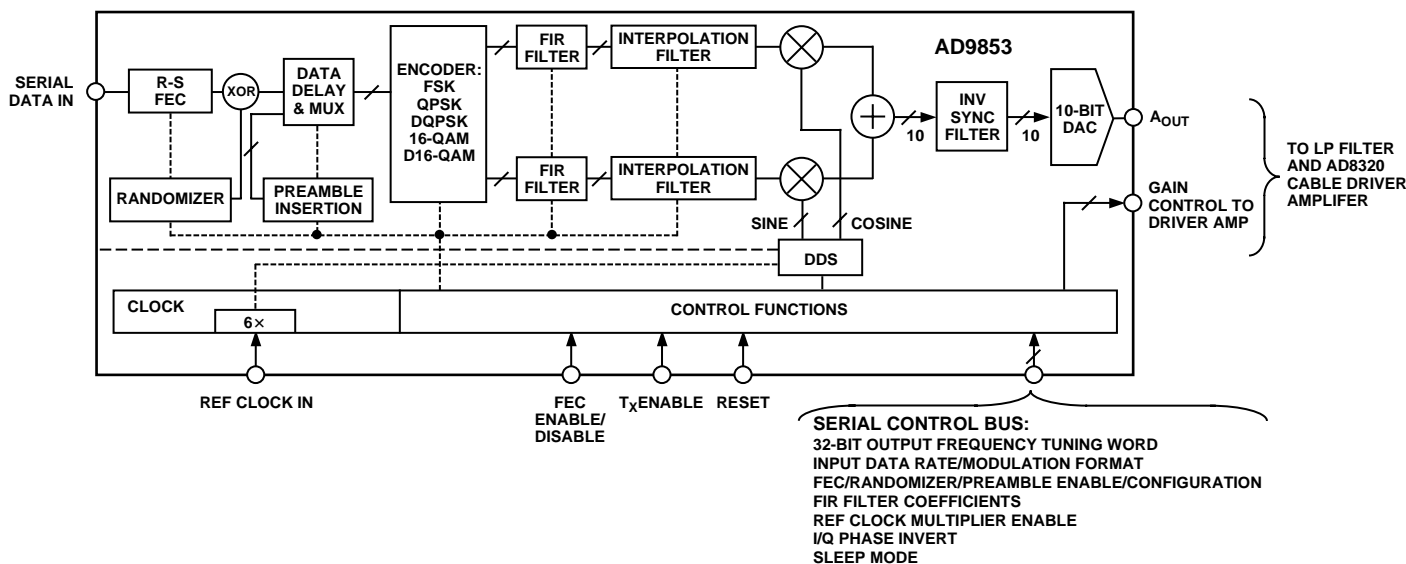 AD9853
SERIAL
DATA IN
R-S
FEC
XOR
DATA
DELAY
& MUX
ENCODER:
FSK
QPSK
DQPSK
16-QAM
D16-QAM
FIR
FILTER
INTERPOLATION
FILTER
FIR
FILTER
INTERPOLATION
FILTER
RANDOMIZER
PREAMBLE
INSERTION
10
INV
SYNC
FILTER
10
10-BIT
DAC
AOUT
GAIN
CONTROL TO
DRIVER AMP
TO LP FILTER
AND AD8320
CABLE DRIVER
AMPLIFER
SINE
COSINE
DDS
CLOCK
6×
CONTROL FUNCTIONS
REF CLOCK IN
FEC
ENABLE/
DISABLE
TXENABLE
RESET
SERIAL CONTROL BUS:
32-BIT OUTPUT FREQUENCY TUNING WORD
INPUT DATA RATE/MODULATION FORMAT
FEC/RANDOMIZER/PREAMBLE ENABLE/CONFIGURATION
FIR FILTER COEFFICIENTS
REF CLOCK MULTIPLIER ENABLE
I/Q PHASE INVERT
SLEEP MODE